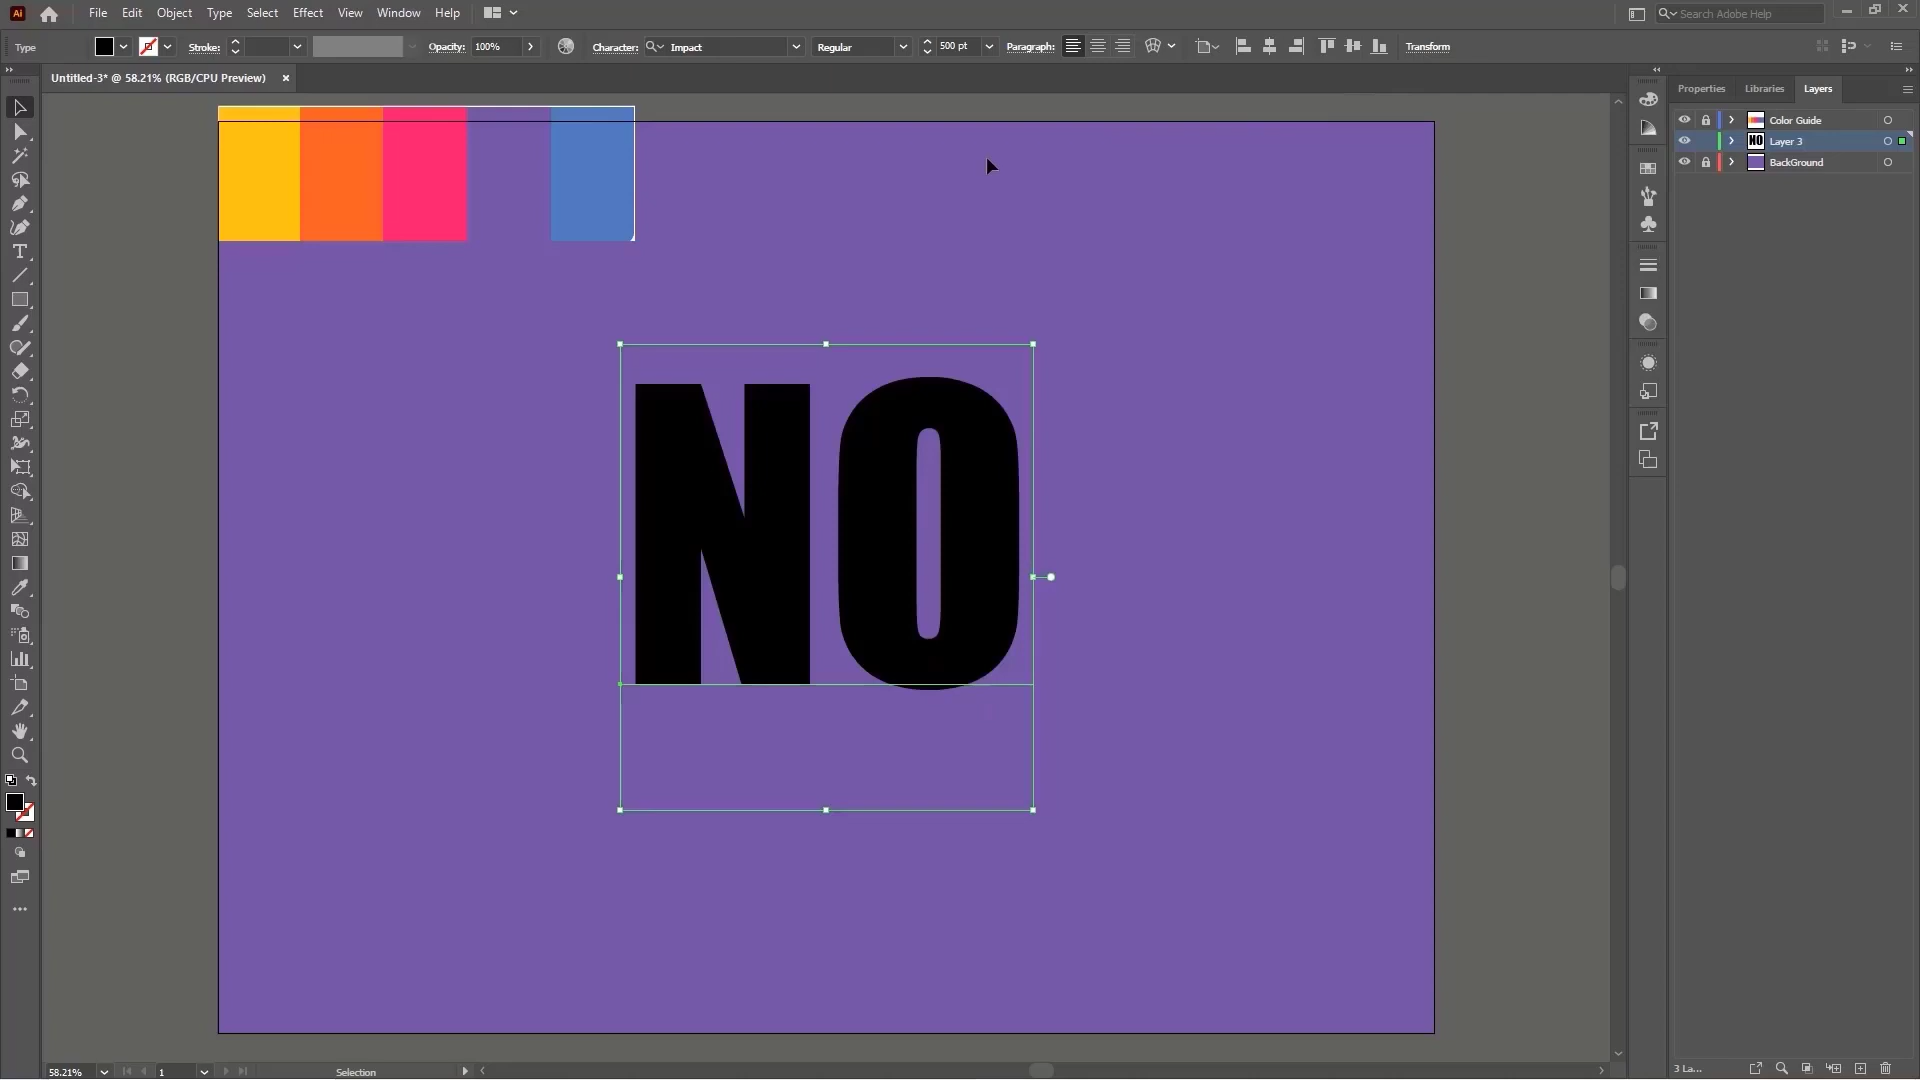 Ai File Edit Object Type Select Effect View Window Help Search Adobe Help
Type Stroke: Opacity: 100% Character: Impact Regular 500 pt Paragraph: Transform
Untitled-3* @ 58.21% (RGB/CPU Preview) ×
Properties Libraries Layers
Color Guide
NO Layer 3
BackGround
NO
58.21% 1 Selection
3 La...